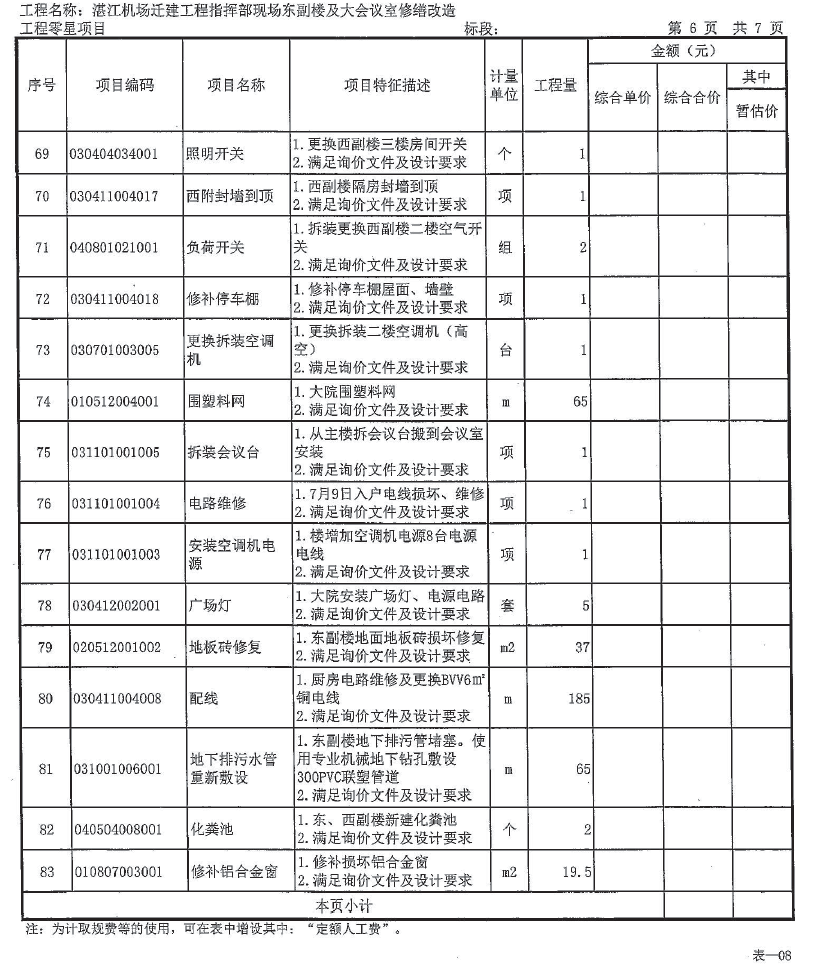 工程名称：湛江机场迁建工程指挥部现场东副楼及大会议室修缮改造
工程零星项目 标段： 第 6 页 共 7 页
序号 项目编码 项目名称 项目特征描述 计量单位 工程量 金额（元）
综合单价 综合合价 其中
暂估价
69 030404034001 照明开关 1.更换西副楼三楼房间开关 个 1
2.满足询价文件及设计要求
70 030411004017 西附封墙到顶 1.西副楼隔房封墙到顶 项 1
2.满足询价文件及设计要求
71 040801021001 负荷开关 1.拆装更换西副楼二楼空气开 组 2
关
2.满足询价文件及设计要求
72 030411004018 修补停车棚 1.修补停车棚屋面、墙壁 项 1
2.满足询价文件及设计要求
73 030701003005 更换拆装空调机 1.更换拆装二楼空调机（高 台 1
空）
2.满足询价文件及设计要求
74 010512004001 围塑料网 1.大院围塑料网 m 65
2.满足询价文件及设计要求
75 031101001005 拆装会议台 1.从主楼拆会议台搬到会议室 项 1
安装
2.满足询价文件及设计要求
76 031101001004 电路维修 1.7月9日入户电线损坏、维修 项 1
2.满足询价文件及设计要求
77 031101001003 安装空调机电源 1.楼增加空调机电源8台电源 项 1
电线
2.满足询价文件及设计要求
78 030412002001 广场灯 1.大院安装广场灯、电源电路 套 5
2.满足询价文件及设计要求
79 020512001002 地板砖修复 1.东副楼地面地板砖损坏修复 m2 37
2.满足询价文件及设计要求
80 030411004008 配线 1.厨房电路维修及更换BVV6㎡ m 185
铜电线
2.满足询价文件及设计要求
81 031001006001 地下排污水管重新敷设 1.东副楼地下排污管堵塞。使 m 65
用专业机械地下钻孔敷设
300PVC联塑管道
2.满足询价文件及设计要求
82 040504008001 化粪池 1.东、西副楼新建化粪池 个 2
2.满足询价文件及设计要求
83 010807003001 修补铝合金窗 1.修补损坏铝合金窗 m2 19.5
2.满足询价文件及设计要求
本页小计
注：为计取规费等的使用，可在表中增设其中：“定额人工费”。
表—08